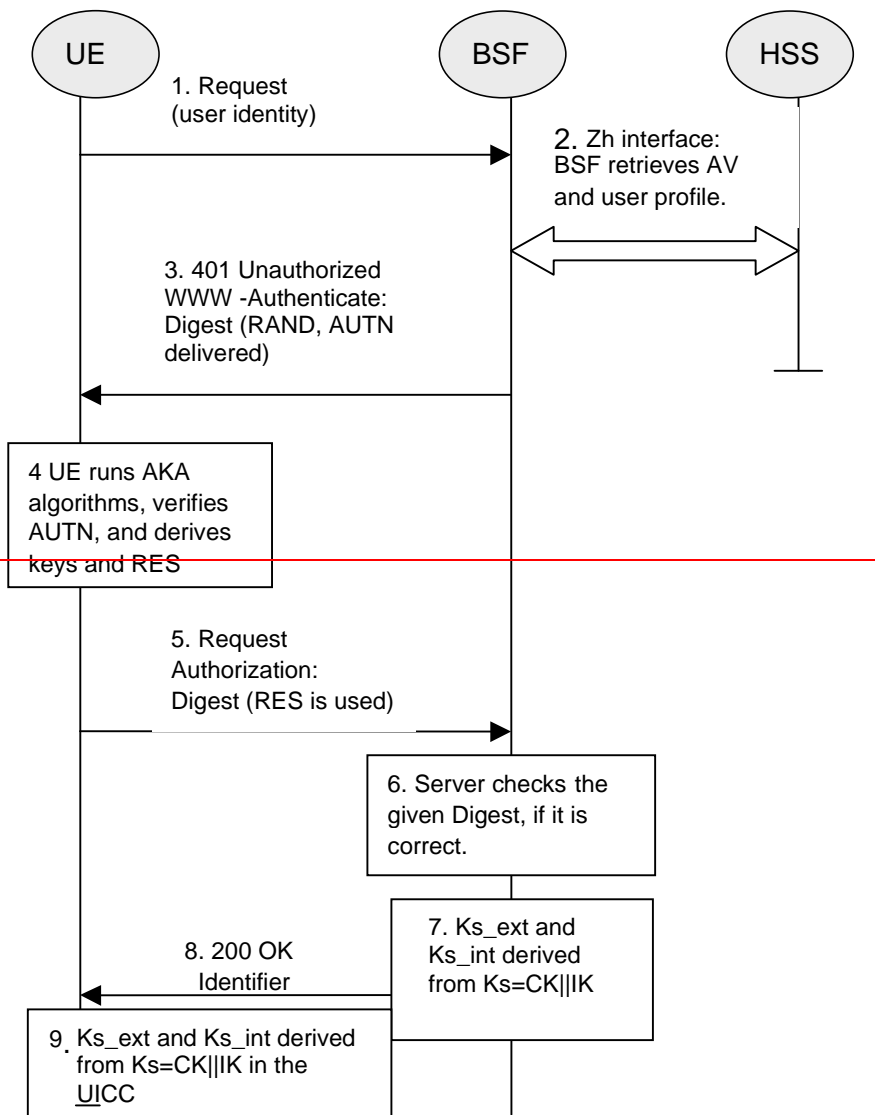 UE
BSF
HSS
1. Request
(user identity)
2. Zh interface:
BSF retrieves AV
and user profile.
3. 401 Unauthorized
WWW -Authenticate:
Digest (RAND, AUTN
delivered)
4 UE runs AKA
algorithms, verifies
AUTN, and derives
keys and RES
5. Request
Authorization:
Digest (RES is used)
6. Server checks the
given Digest, if it is
correct.
7. Ks_ext and
Ks_int derived
from Ks=CK||IK
8. 200 OK
Identifier
9. Ks_ext and Ks_int derived
from Ks=CK||IK in the
UICC